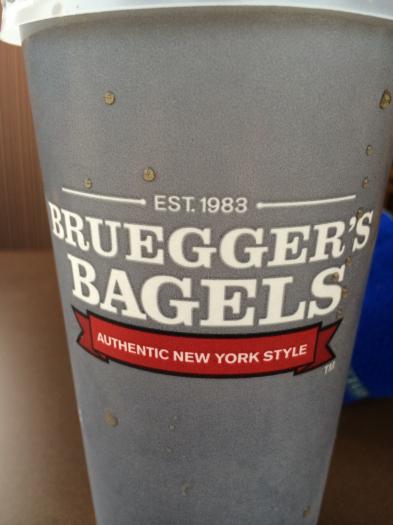 EST. 1983
BRUEGGER'S
BAGELS
AUTHENTIC NEW YORK STYLE
TM